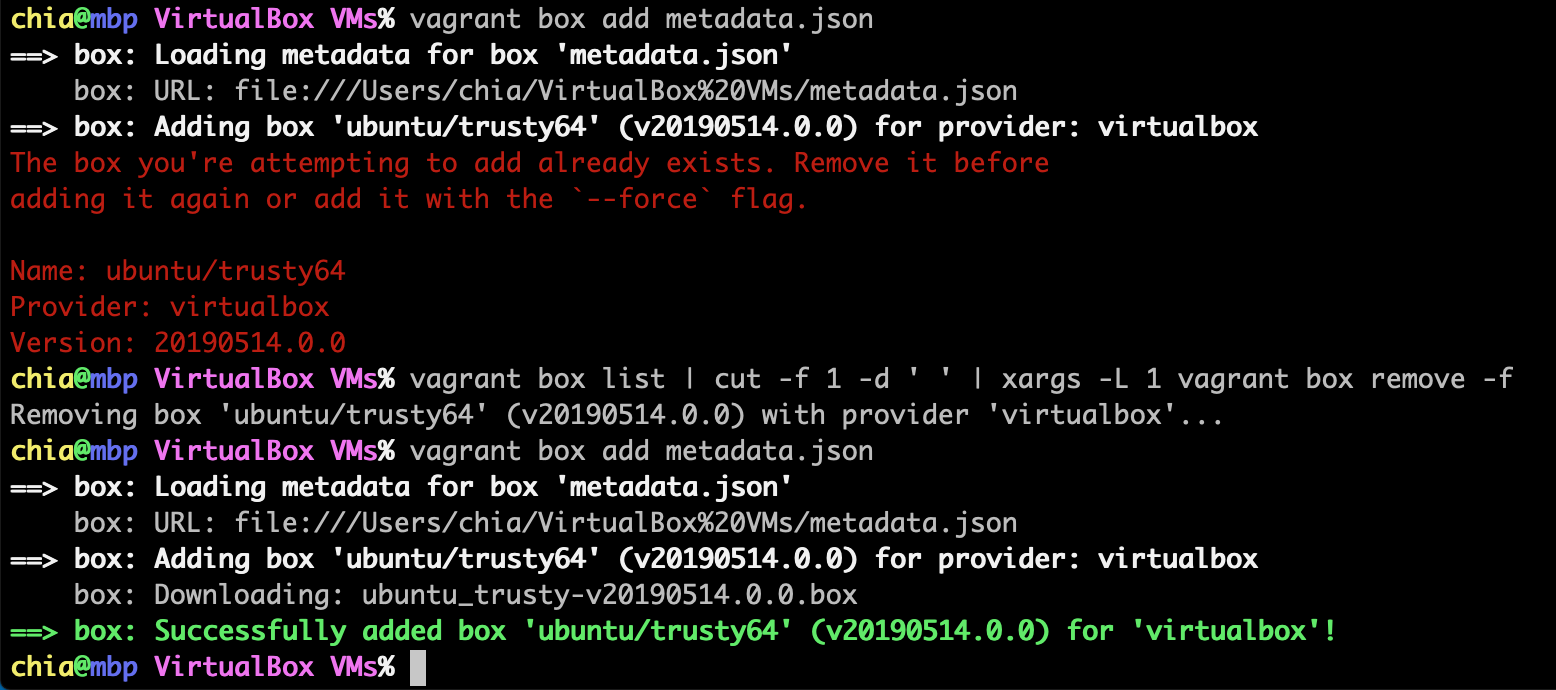 chia@mbp VirtualBox VMs% vagrant box add metadata.json
==> box: Loading metadata for box 'metadata.json'
    box: URL: file:///Users/chia/VirtualBox%20VMs/metadata.json
==> box: Adding box 'ubuntu/trusty64' (v20190514.0.0) for provider: virtualbox
The box you're attempting to add already exists. Remove it before
adding it again or add it with the `--force` flag.

Name: ubuntu/trusty64
Provider: virtualbox
Version: 20190514.0.0
chia@mbp VirtualBox VMs% vagrant box list | cut -f 1 -d ' ' | xargs -L 1 vagrant box remove -f
Removing box 'ubuntu/trusty64' (v20190514.0.0) with provider 'virtualbox'...
chia@mbp VirtualBox VMs% vagrant box add metadata.json
==> box: Loading metadata for box 'metadata.json'
    box: URL: file:///Users/chia/VirtualBox%20VMs/metadata.json
==> box: Adding box 'ubuntu/trusty64' (v20190514.0.0) for provider: virtualbox
    box: Downloading: ubuntu_trusty-v20190514.0.0.box
==> box: Successfully added box 'ubuntu/trusty64' (v20190514.0.0) for 'virtualbox'!
chia@mbp VirtualBox VMs%